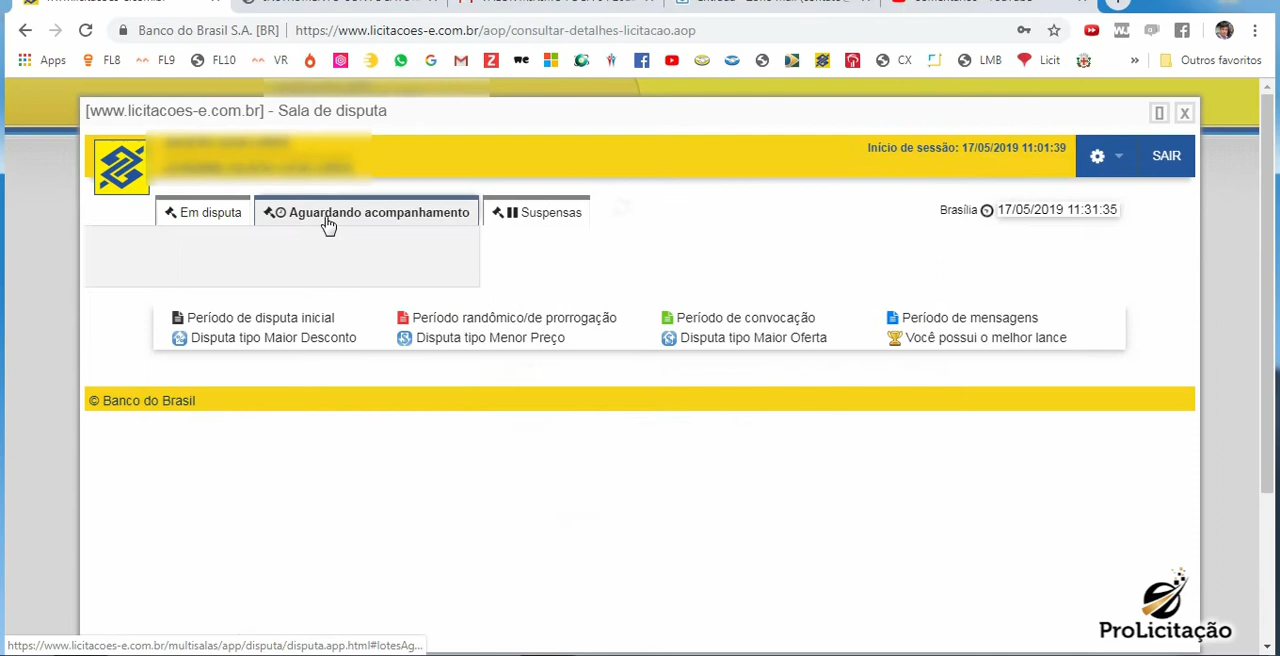 Banco do Brasil S.A. [BR] | https://www.licitacoes-e.com.br/aop/consultar-detalhes-licitacao.aop
Apps FL8 FL9 FL10 VR CX LMB Licit » Outros favoritos
[www.licitacoes-e.com.br] - Sala de disputa
X
Início de sessão: 17/05/2019 11:01:39
SAIR
Em disputa Aguardando acompanhamento Suspensas
Brasília 17/05/2019 11:31:35
Período de disputa inicial Período randômico/de prorrogação Período de convocação Período de mensagens
Disputa tipo Maior Desconto Disputa tipo Menor Preço Disputa tipo Maior Oferta Você possui o melhor lance
© Banco do Brasil
ProLicitação
https://www.licitacoes-e.com.br/multisalas/app/disputa/disputa.app.html#lotesAg...